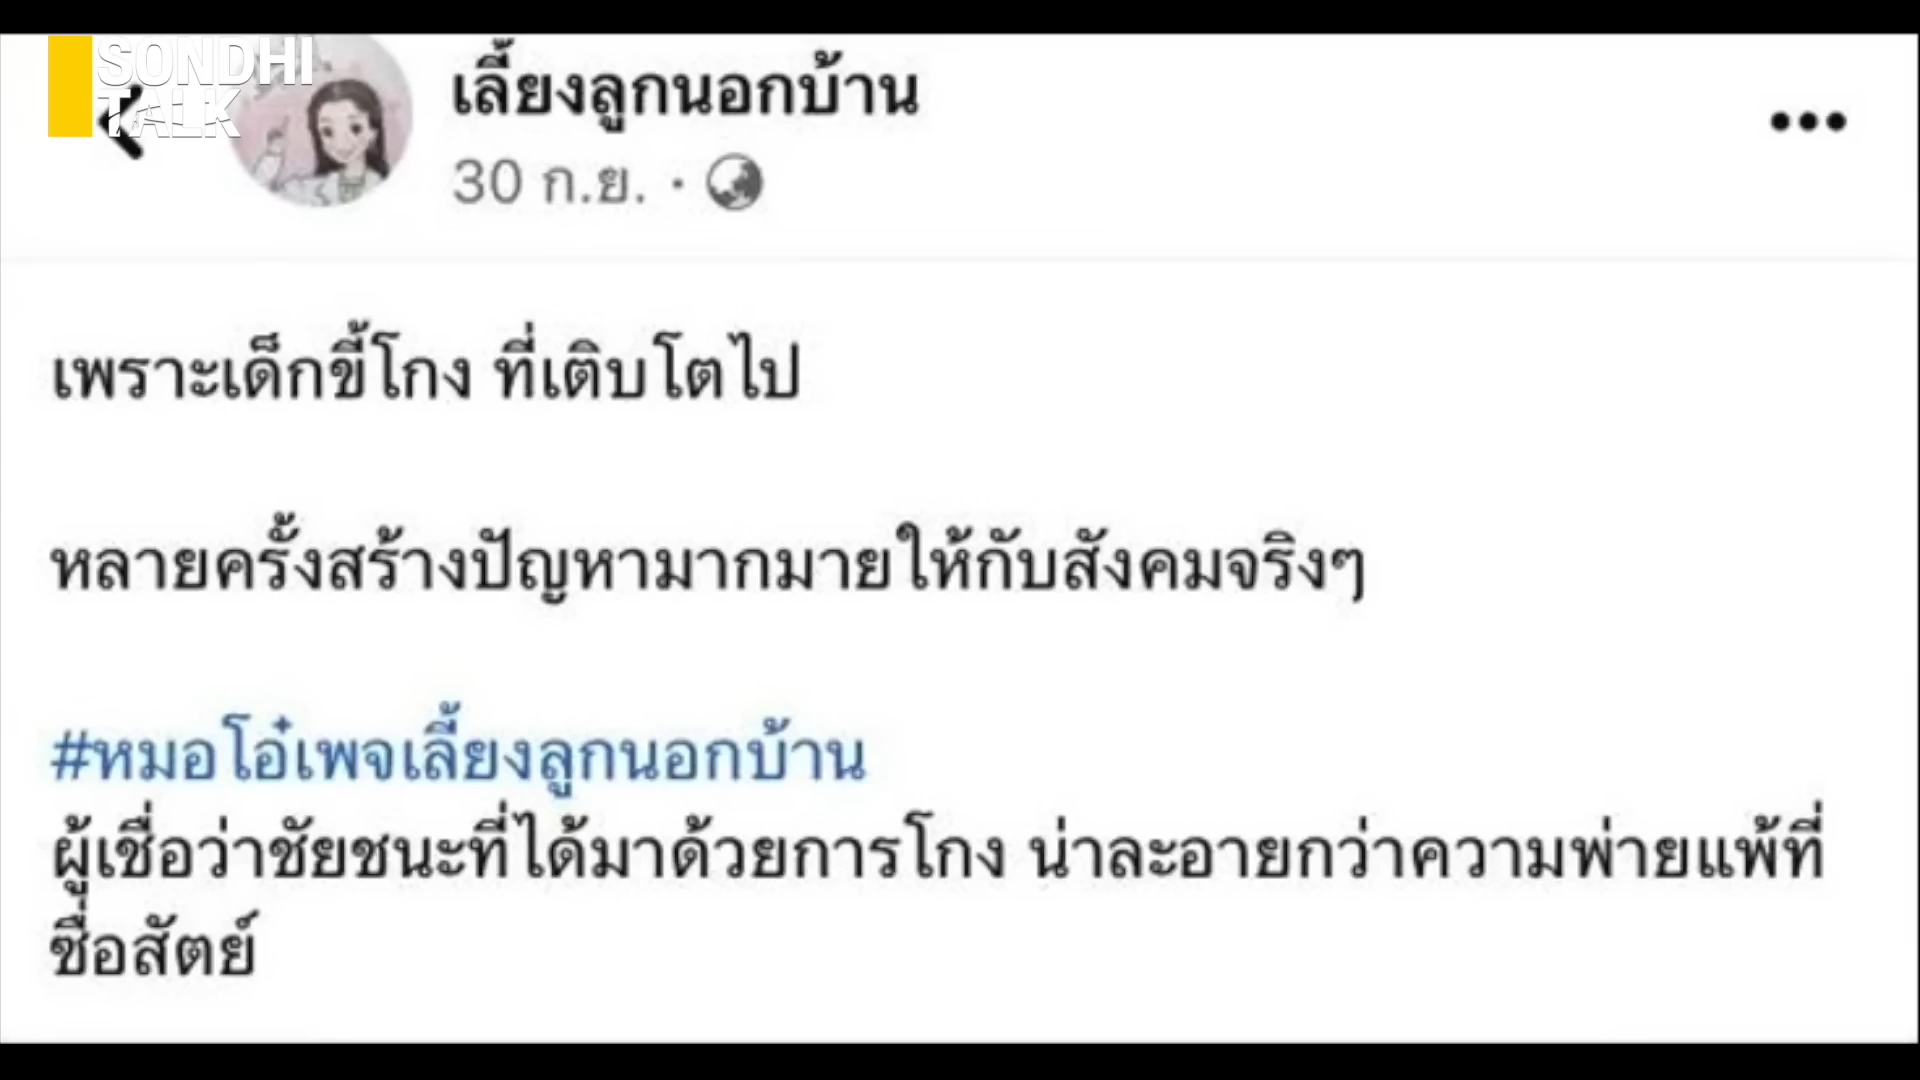 SONDHI
TALK
เลี้ยงลูกนอกบ้าน
30 ก.ย. ·
เพราะเด็กขี้โกง ที่เติบโตไป
หลายครั้งสร้างปัญหามากมายให้กับสังคมจริงๆ
#หมอโอ๋เพจเลี้ยงลูกนอกบ้าน
ผู้เชื่อว่าชัยชนะที่ได้มาด้วยการโกง น่าละอายกว่าความพ่ายแพ้ที่
ซื่อสัตย์